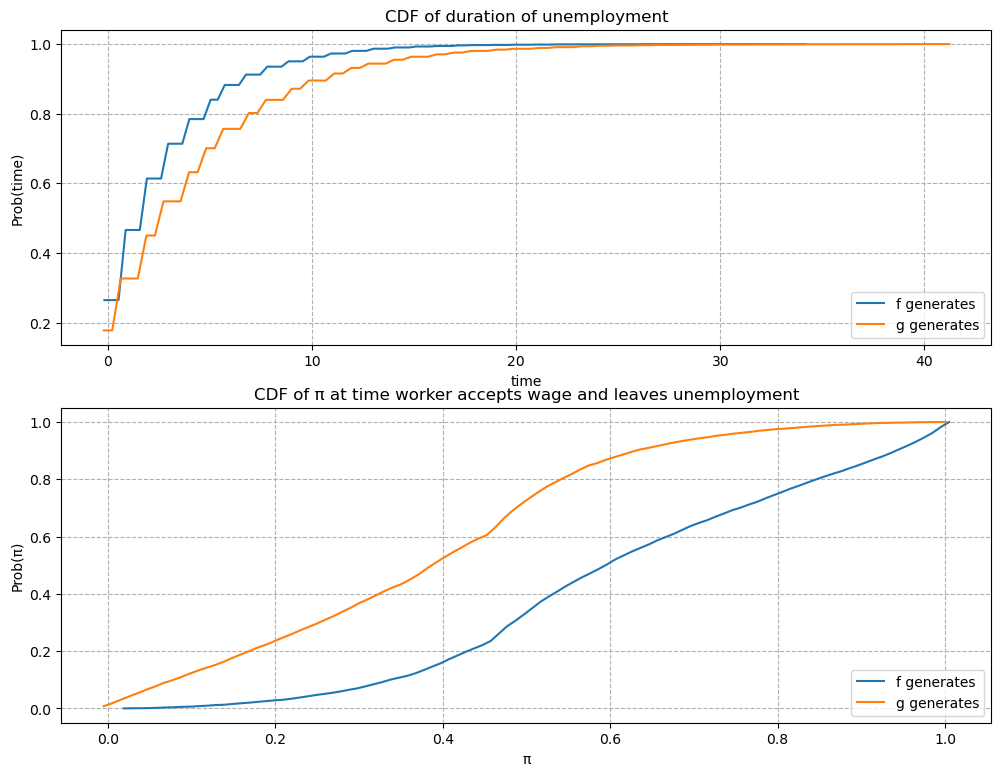 CDF of duration of unemployment
1.0
0.8
0.6
0.4
0.2
Prob(time)
f generates
g generates
0 10 20 30 40
time
CDF of π at time worker accepts wage and leaves unemployment
1.0
0.8
0.6
0.4
0.2
0.0
Prob(π)
f generates
g generates
0.0 0.2 0.4 0.6 0.8 1.0
π